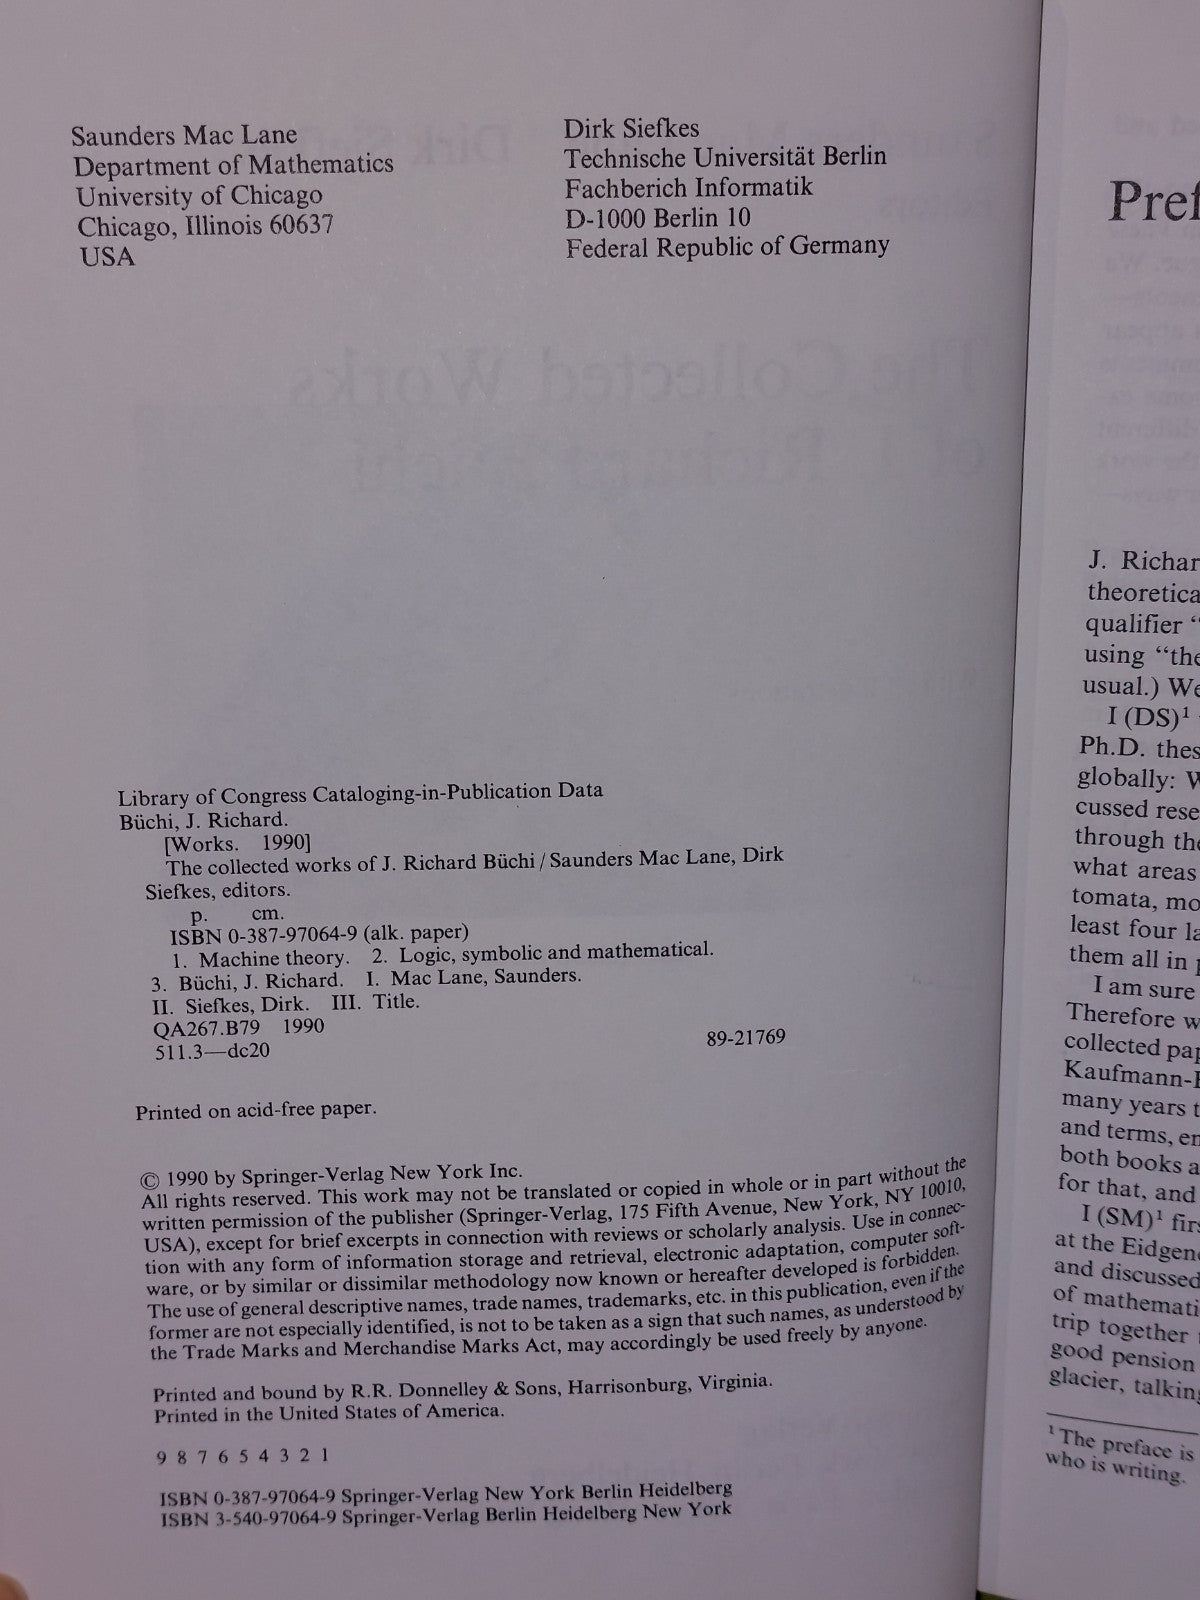 Saunders Mac Lane
Department of Mathematics
University of Chicago
Chicago, Illinois 60637
USA
Dirk Siefkes
Technische Universität Berlin
Fachberich Informatik
D-1000 Berlin 10
Federal Republic of Germany
The Collected Works
Library of Congress Cataloging-in-Publication Data
Büchi, J. Richard.
[Works. 1990]
The collected works of J. Richard Büchi / Saunders Mac Lane, Dirk
Siefkes, editors.
p. cm.
ISBN 0-387-97064-9 (alk. paper)
1. Machine theory. 2. Logic, symbolic and mathematical.
3. Büchi, J. Richard. I. Mac Lane, Saunders.
II. Siefkes, Dirk. III. Title.
QA267.B79 1990
511.3—dc20 89-21769
Printed on acid-free paper.
© 1990 by Springer-Verlag New York Inc.
All rights reserved. This work may not be translated or copied in whole or in part without the
written permission of the publisher (Springer-Verlag, 175 Fifth Avenue, New York, NY 10010,
USA), except for brief excerpts in connection with reviews or scholarly analysis. Use in connec-
tion with any form of information storage and retrieval, electronic adaptation, computer soft-
ware, or by similar or dissimilar methodology now known or hereafter developed is forbidden.
The use of general descriptive names, trade names, trademarks, etc. in this publication, even if the
former are not especially identified, is not to be taken as a sign that such names, as understood by
the Trade Marks and Merchandise Marks Act, may accordingly be used freely by anyone.
Printed and bound by R.R. Donnelley & Sons, Harrisonburg, Virginia.
Printed in the United States of America.
9 8 7 6 5 4 3 2 1
ISBN 0-387-97064-9 Springer-Verlag New York Berlin Heidelberg
ISBN 3-540-97064-9 Springer-Verlag Berlin Heidelberg New York
Pref
J. Richar
theoretica
qualifier “
using “the
usual.) We
I (DS)¹
Ph.D. thes
globally: W
cussed rese
through the
what areas
tomata, mo
least four la
them all in
I am sure
Therefore w
collected pap
Kaufmann-
many years t
and terms, en
both books a
for that, and
I (SM)¹ firs
at the Eidgen
and discussed
of mathemati
trip together
good pension
glacier, talking
¹ The preface is
who is writing.